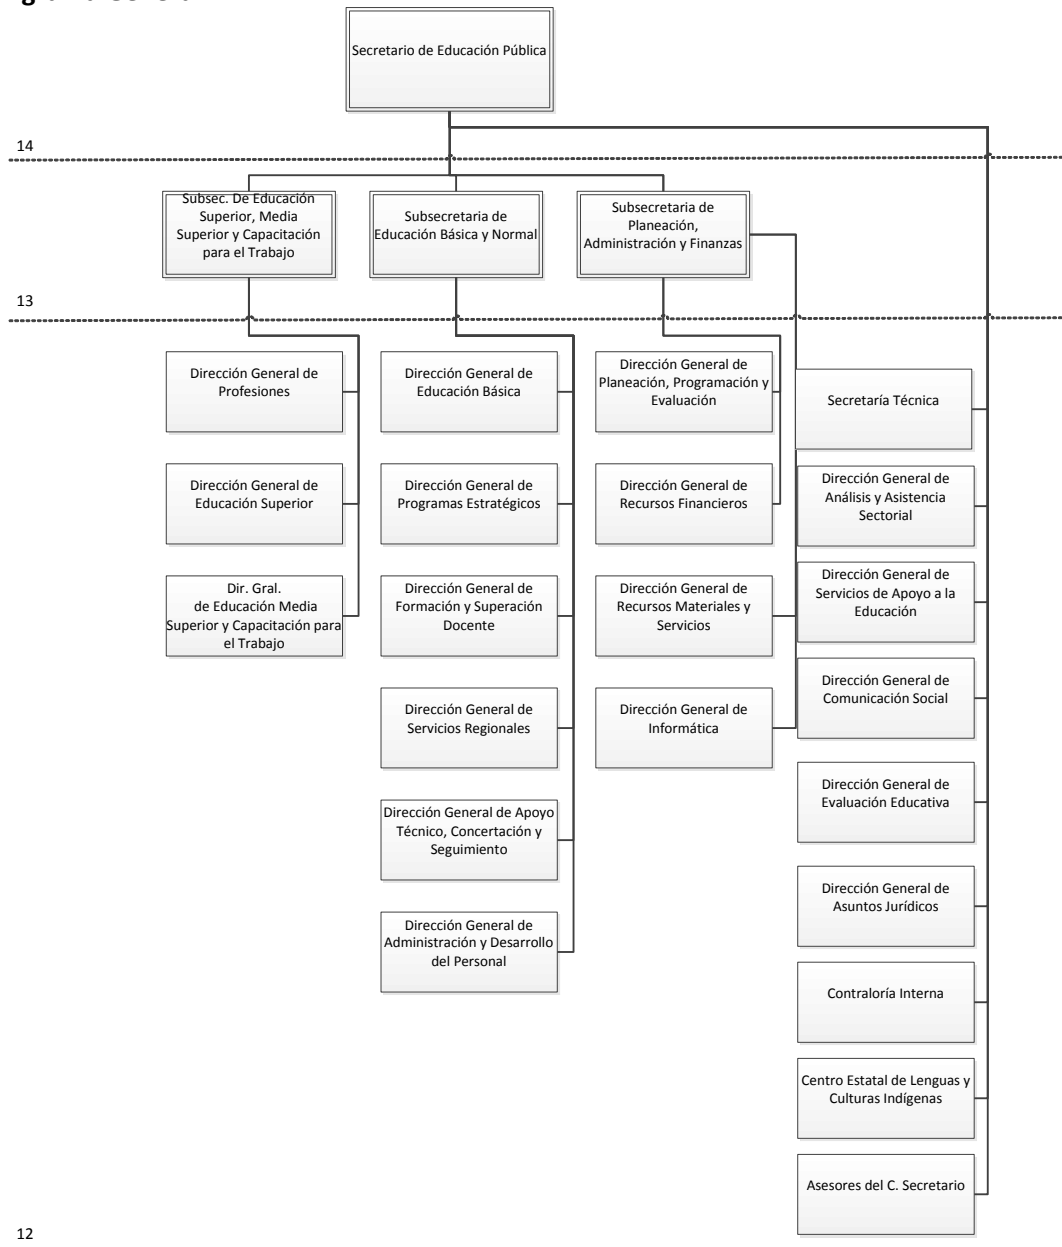 Secretario de Educación Pública
14
Subsec. De Educación
Superior, Media
Superior y Capacitación
para el Trabajo
Subsecretaria de
Educación Básica y Normal
Subsecretaria de
Planeación,
Administración y Finanzas
13
Dirección General de
Profesiones
Dirección General de
Educación Superior
Dir. Gral.
de Educación Media
Superior y Capacitación para
el Trabajo
Dirección General de
Educación Básica
Dirección General de
Programas Estratégicos
Dirección General de
Formación y Superación
Docente
Dirección General de
Servicios Regionales
Dirección General de Apoyo
Técnico, Concertación y
Seguimiento
Dirección General de
Administración y Desarrollo
del Personal
Dirección General de
Planeación, Programación y
Evaluación
Dirección General de
Recursos Financieros
Dirección General de
Recursos Materiales y
Servicios
Dirección General de
Informática
Secretaría Técnica
Dirección General de
Análisis y Asistencia
Sectorial
Dirección General de
Servicios de Apoyo a la
Educación
Dirección General de
Comunicación Social
Dirección General de
Evaluación Educativa
Dirección General de
Asuntos Jurídicos
Contraloría Interna
Centro Estatal de Lenguas y
Culturas Indígenas
Asesores del C. Secretario
12